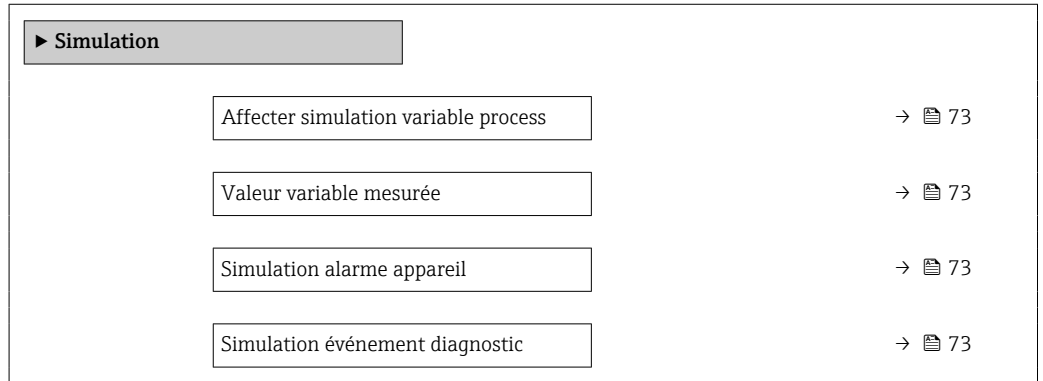 ▶ Simulation
Affecter simulation variable process → 🖺 73
Valeur variable mesurée → 🖺 73
Simulation alarme appareil → 🖺 73
Simulation événement diagnostic → 🖺 73